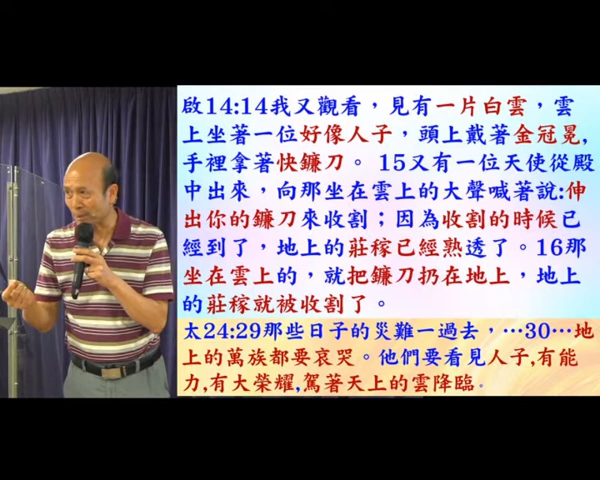 啟14:14我又觀看，見有一片白雲，雲
上坐著一位好像人子，頭上戴著金冠冕,
手裡拿著快鐮刀。 15又有一位天使從殿
中出來，向那坐在雲上的大聲喊著說:伸
出你的鐮刀來收割；因為收割的時候已
經到了，地上的莊稼已經熟透了。16那
坐在雲上的，就把鐮刀扔在地上，地上
的莊稼就被收割了。
太24:29那些日子的災難一過去，…30…地
上的萬族都要哀哭。他們要看見人子,有能
力,有大榮耀,駕著天上的雲降臨。